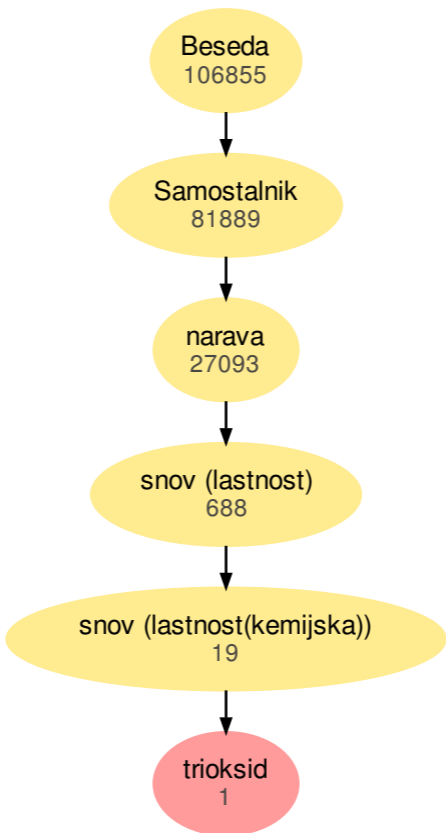 Beseda
106855
Samostalnik
81889
narava
27093
snov (lastnost)
688
snov (lastnost(kemijska))
19
trioksid
1